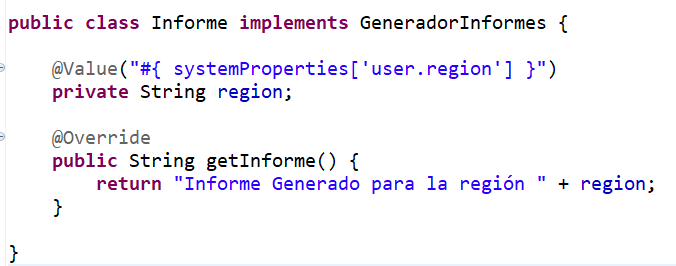 public class Informe implements GeneradorInformes {
@Value("#{ systemProperties['user.region'] }")
private String region;
@Override
public String getInforme() {
return "Informe Generado para la región " + region;
}
}